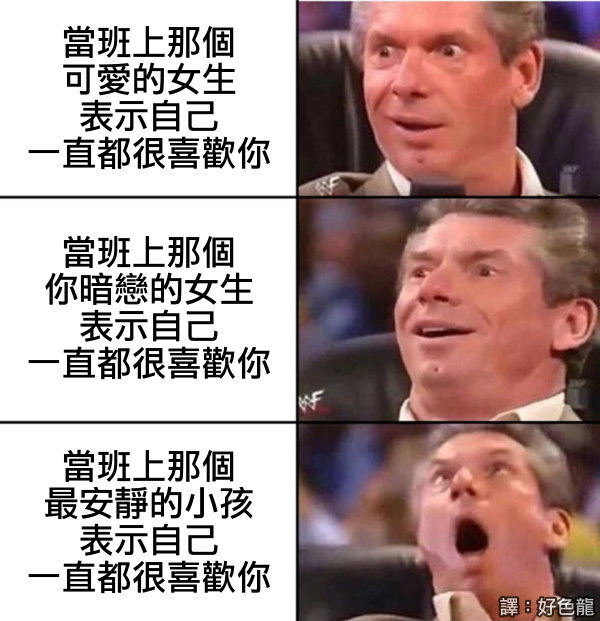 當班上那個
可愛的女生
表示自己
一直都很喜歡你
當班上那個
你暗戀的女生
表示自己
一直都很喜歡你
當班上那個
最安靜的小孩
表示自己
一直都很喜歡你
譯：好色龍